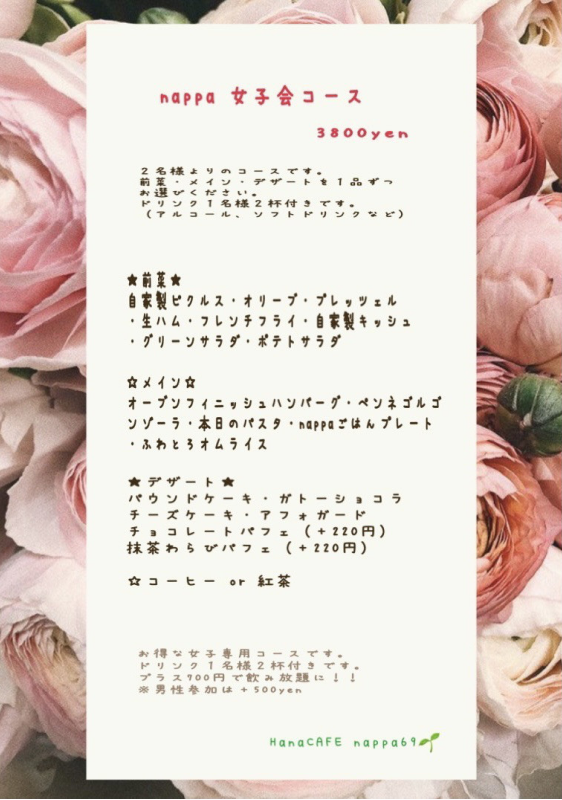 nappa 女子会コース
3800yen
２名様よりのコースです。
前菜・メイン・デザートを１品ずつ
お選びください。
ドリンク１名様２杯付きです。
（アルコール、ソフトドリンクなど）
★前菜★
自家製ピクルス・オリーブ・プレッツェル
・生ハム・フレンチフライ・自家製キッシュ
・グリーンサラダ・ポテトサラダ
☆メイン☆
オーブンフィニッシュハンバーグ・ペンネゴルゴ
ンゾーラ・本日のパスタ・nappaごはんプレート
・ふわとろオムライス
★デザート★
パウンドケーキ・ガトーショコラ
チーズケーキ・アフォガード
チョコレートパフェ（＋220円）
抹茶わらびパフェ（＋220円）
☆コーヒー or 紅茶
お得な女子専用コースです。
ドリンク１名様２杯付きです。
プラス900円で飲み放題に！！
※男性参加は＋500yen
HanaCAFE nappa69